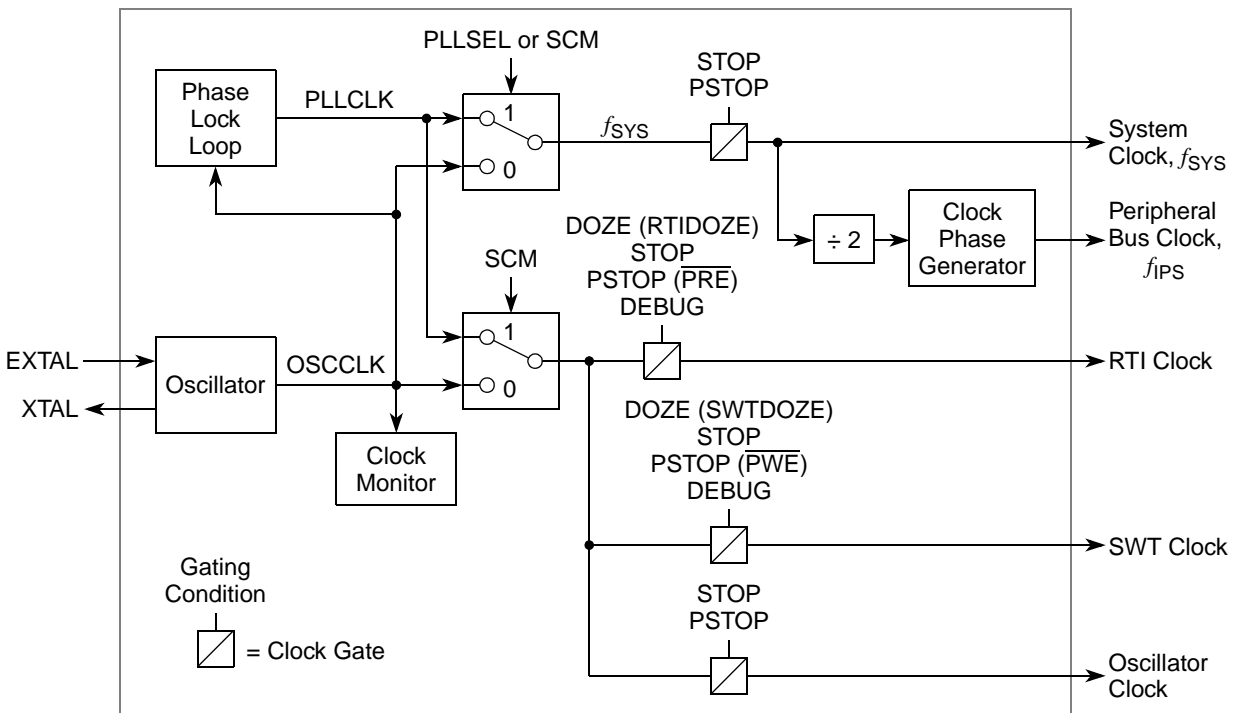 PLLSEL or SCM
STOP
PSTOP
Phase
Lock
Loop
PLLCLK
1
0
fSYS
System
Clock, fSYS
DOZE (RTIDOZE)
STOP
PSTOP (P̅R̅E̅)
DEBUG
÷ 2
Clock
Phase
Generator
Peripheral
Bus Clock,
fIPS
SCM
1
0
EXTAL
XTAL
Oscillator
OSCCLK
RTI Clock
Clock
Monitor
DOZE (SWTDOZE)
STOP
PSTOP (P̅W̅E̅)
DEBUG
SWT Clock
Gating
Condition
= Clock Gate
STOP
PSTOP
Oscillator
Clock